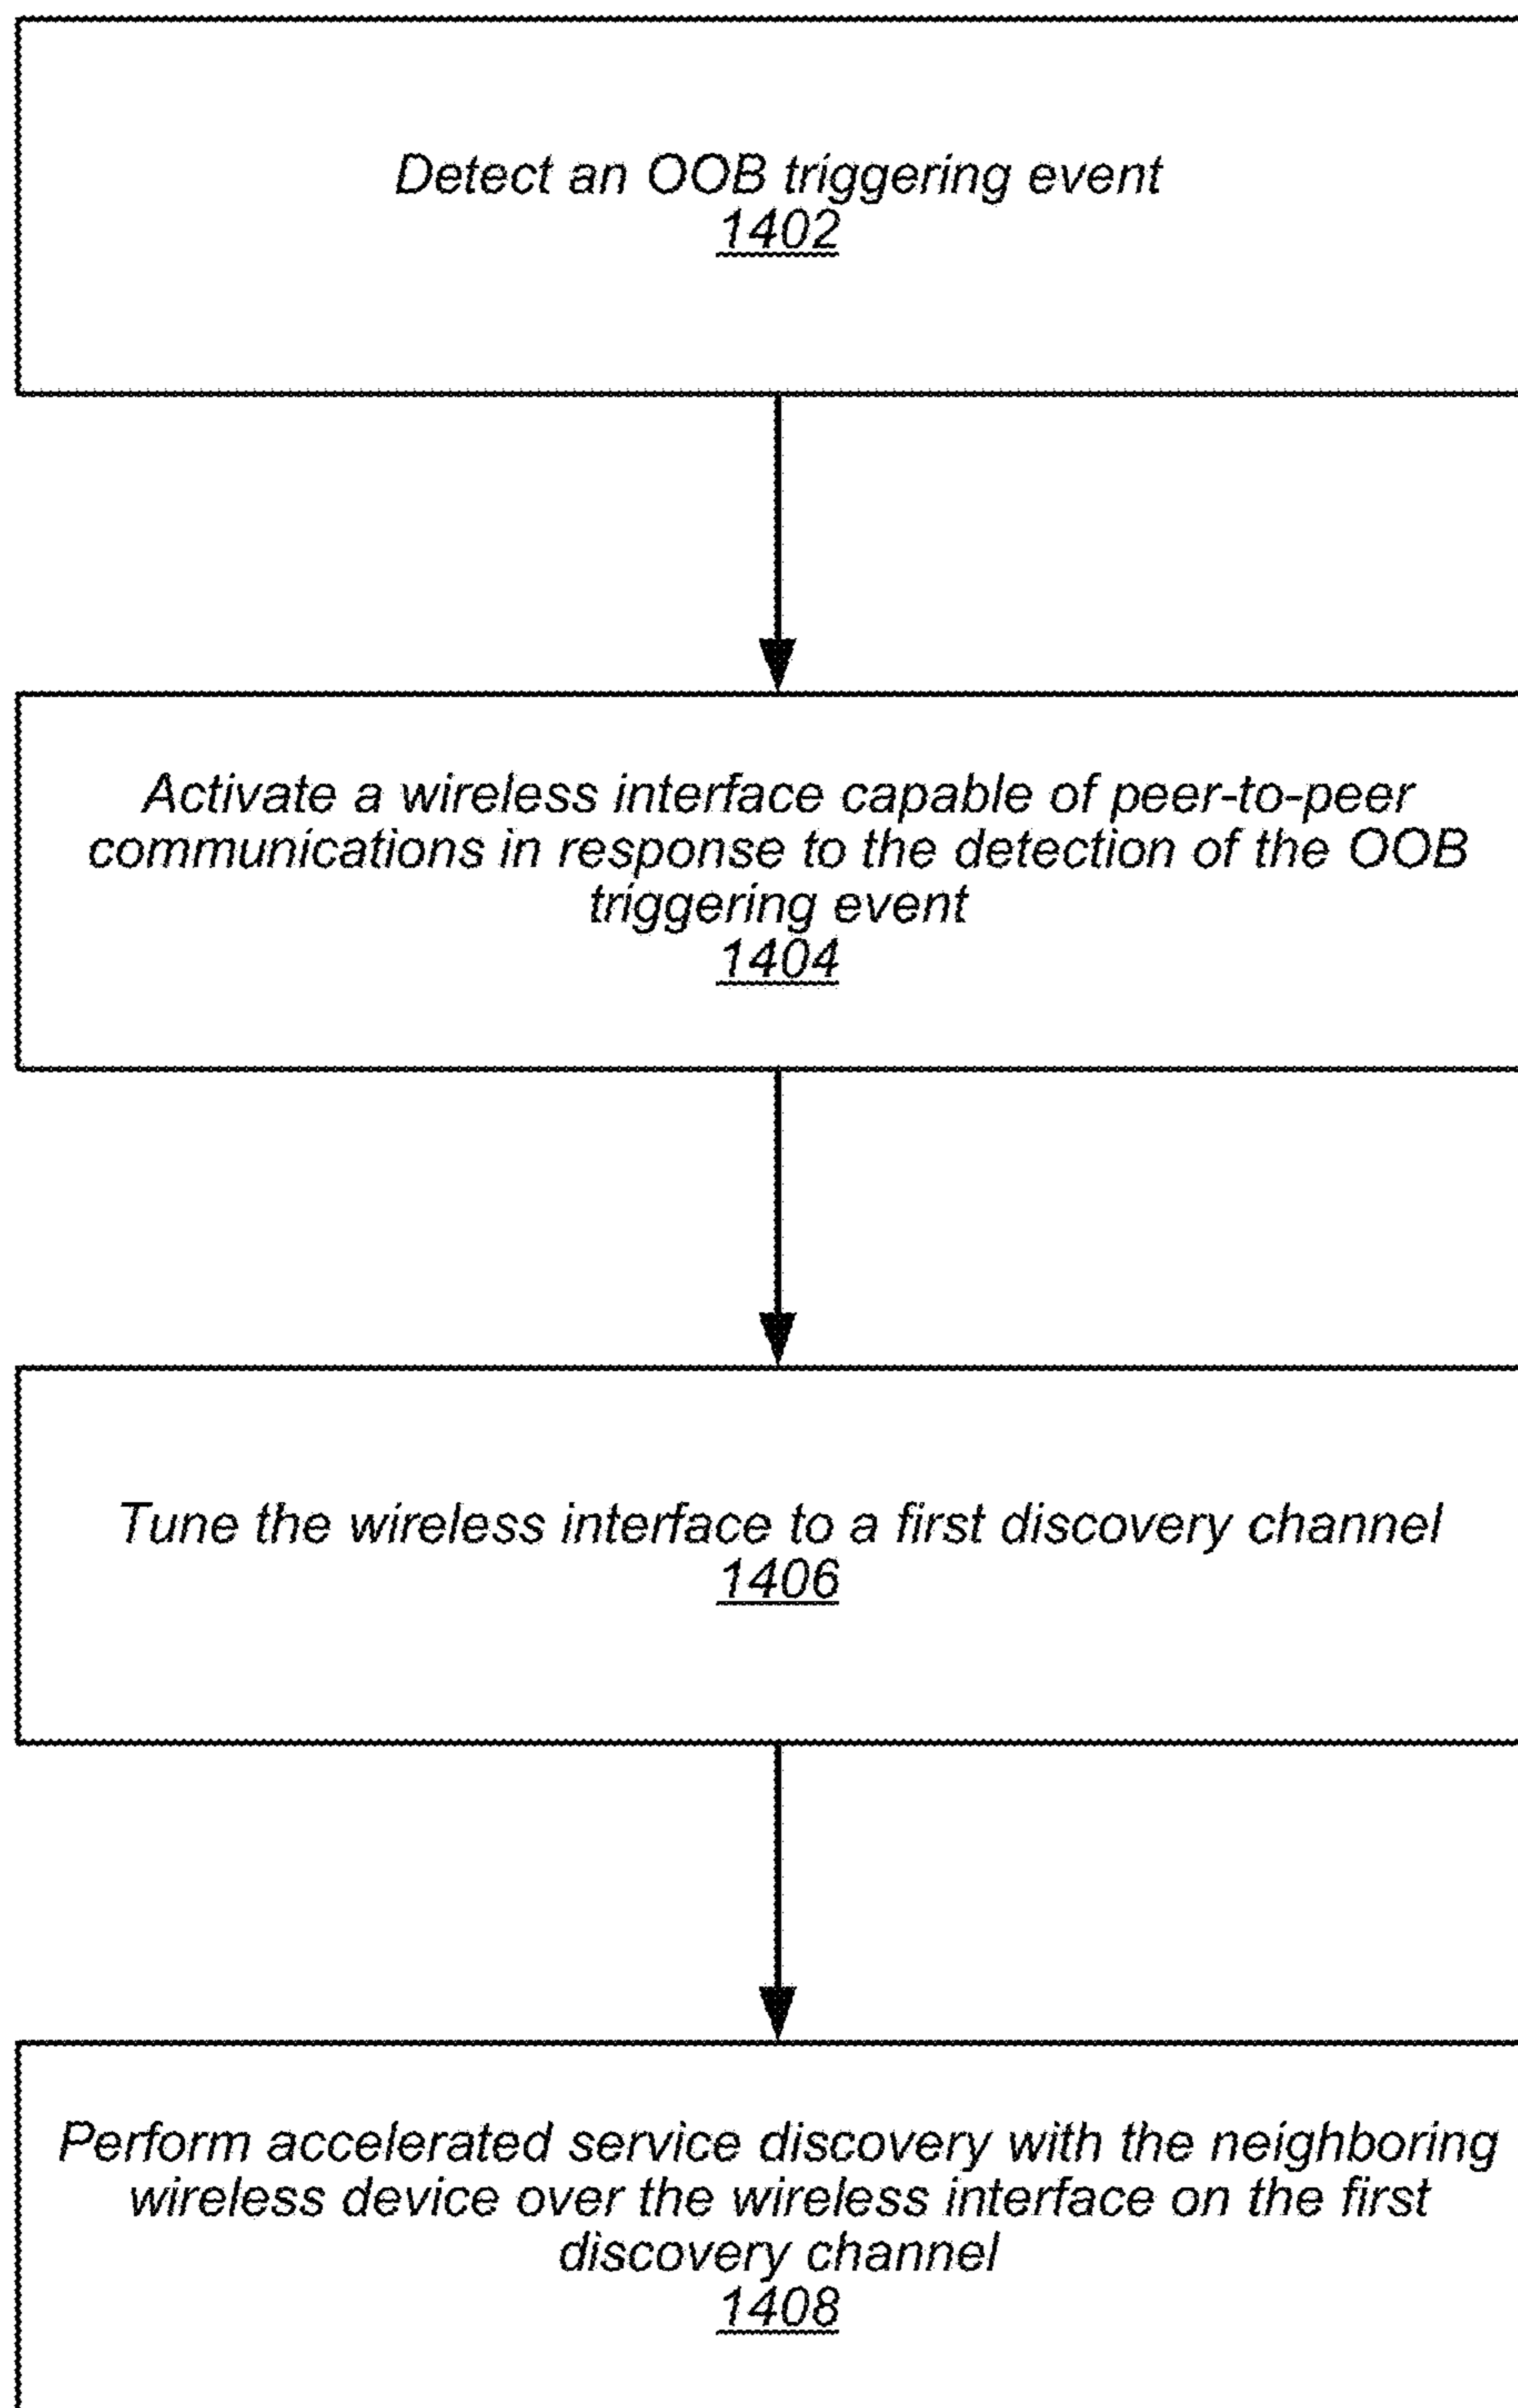 Detect an OOB triggering event
1402
Activate a wireless interface capable of peer-to-peer
communications in response to the detection of the OOB
triggering event
1404
Tune the wireless interface to a first discovery channel
1406
Perform accelerated service discovery with the neighboring
wireless device over the wireless interface on the first
discovery channel
1408